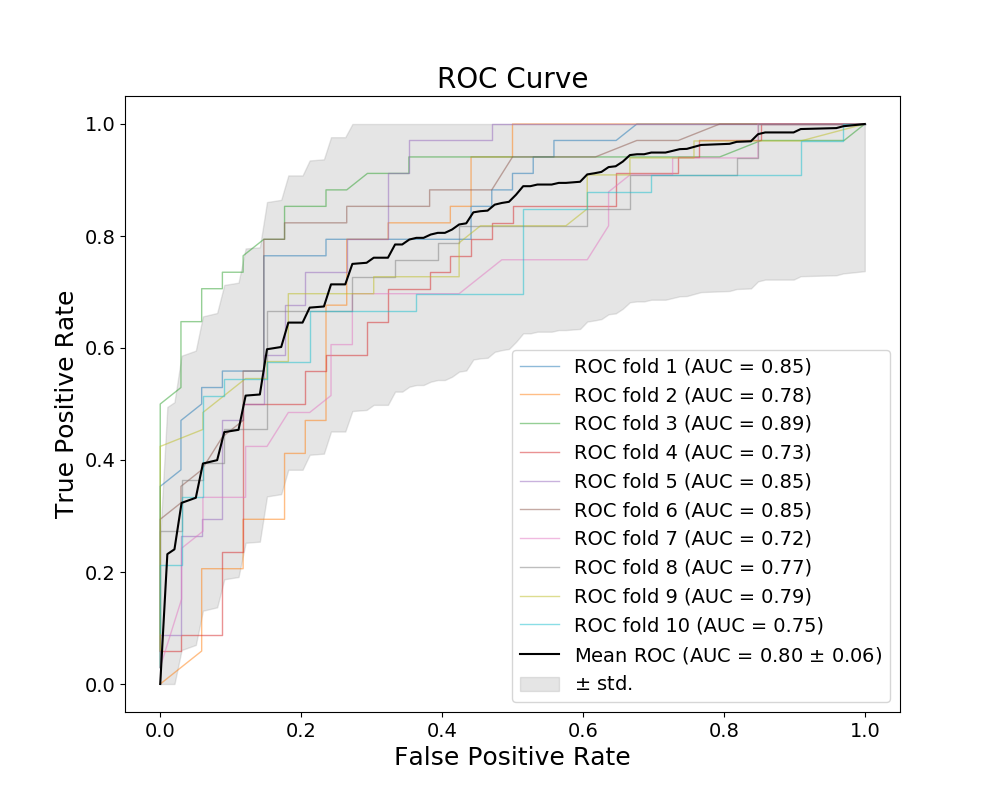 ROC Curve
True Positive Rate
1.0
0.8
0.6
0.4
0.2
0.0
ROC fold 1 (AUC = 0.85)
ROC fold 2 (AUC = 0.78)
ROC fold 3 (AUC = 0.89)
ROC fold 4 (AUC = 0.73)
ROC fold 5 (AUC = 0.85)
ROC fold 6 (AUC = 0.85)
ROC fold 7 (AUC = 0.72)
ROC fold 8 (AUC = 0.77)
ROC fold 9 (AUC = 0.79)
ROC fold 10 (AUC = 0.75)
Mean ROC (AUC = 0.80 ± 0.06)
± std.
0.0 0.2 0.4 0.6 0.8 1.0
False Positive Rate